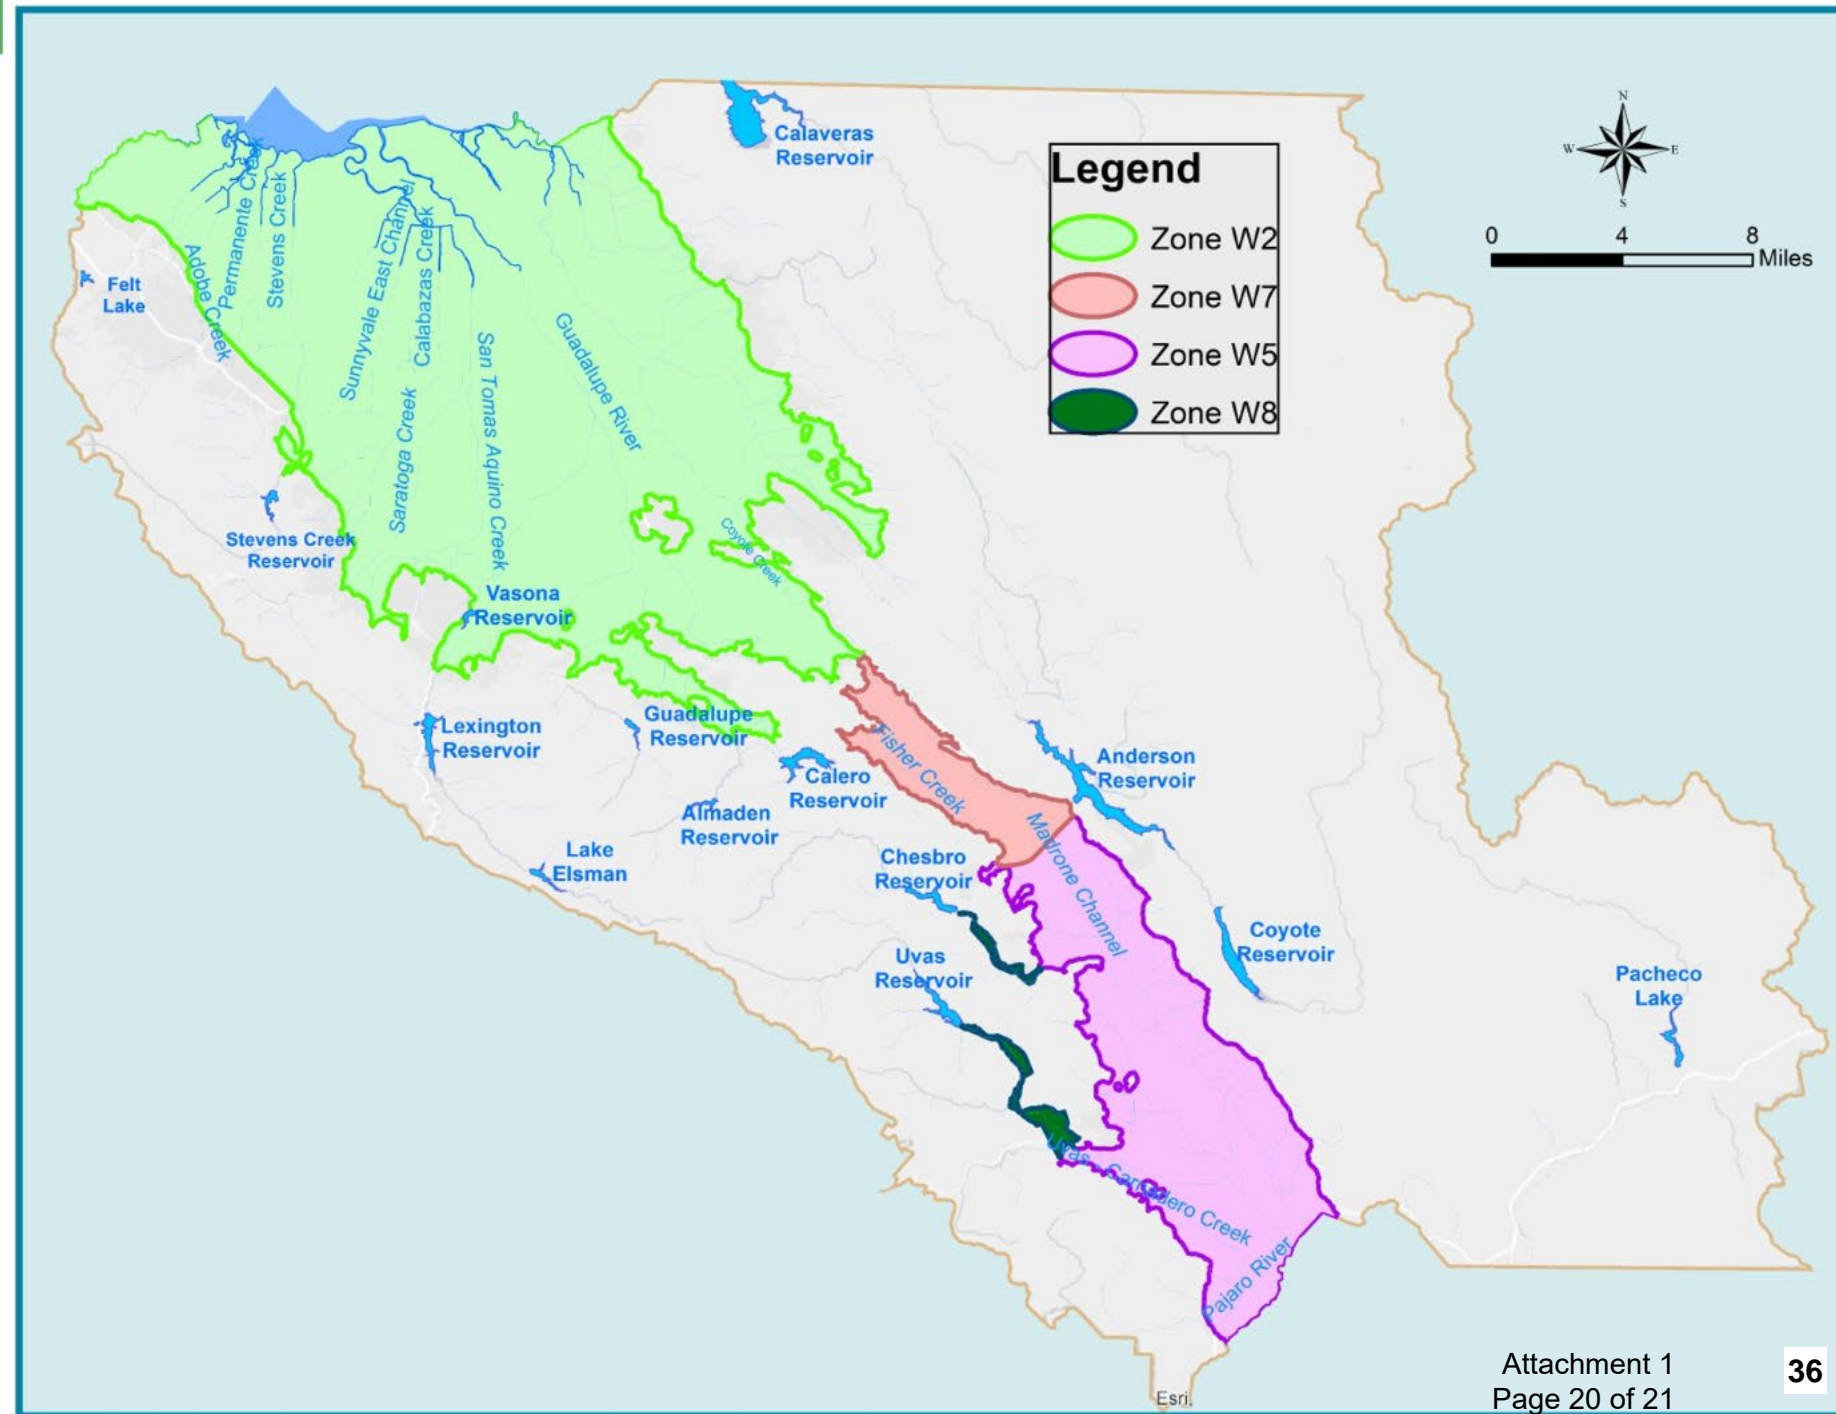 Calaveras
Reservoir
Legend
Zone W2
Zone W7
Zone W5
Zone W8
N
W
E
S
0
4
8
Miles
Felt
Lake
Adobe Creek
Permanente Creek
Stevens Creek
Sunnyvale East Channel
Calabazas Creek
Saratoga Creek
San Tomas Aquino Creek
Guadalupe River
Coyote Creek
Stevens Creek
Reservoir
Vasona
Reservoir
Lexington
Reservoir
Guadalupe
Reservoir
Calero
Reservoir
Almaden
Reservoir
Lake
Elsman
Fisher Creek
Anderson
Reservoir
Madrone Channel
Chesbro
Reservoir
Uvas
Reservoir
Coyote
Reservoir
Pacheco
Lake
Uvas - Carnadero Creek
Pajaro River
Esri,
Attachment 1
Page 20 of 21
36